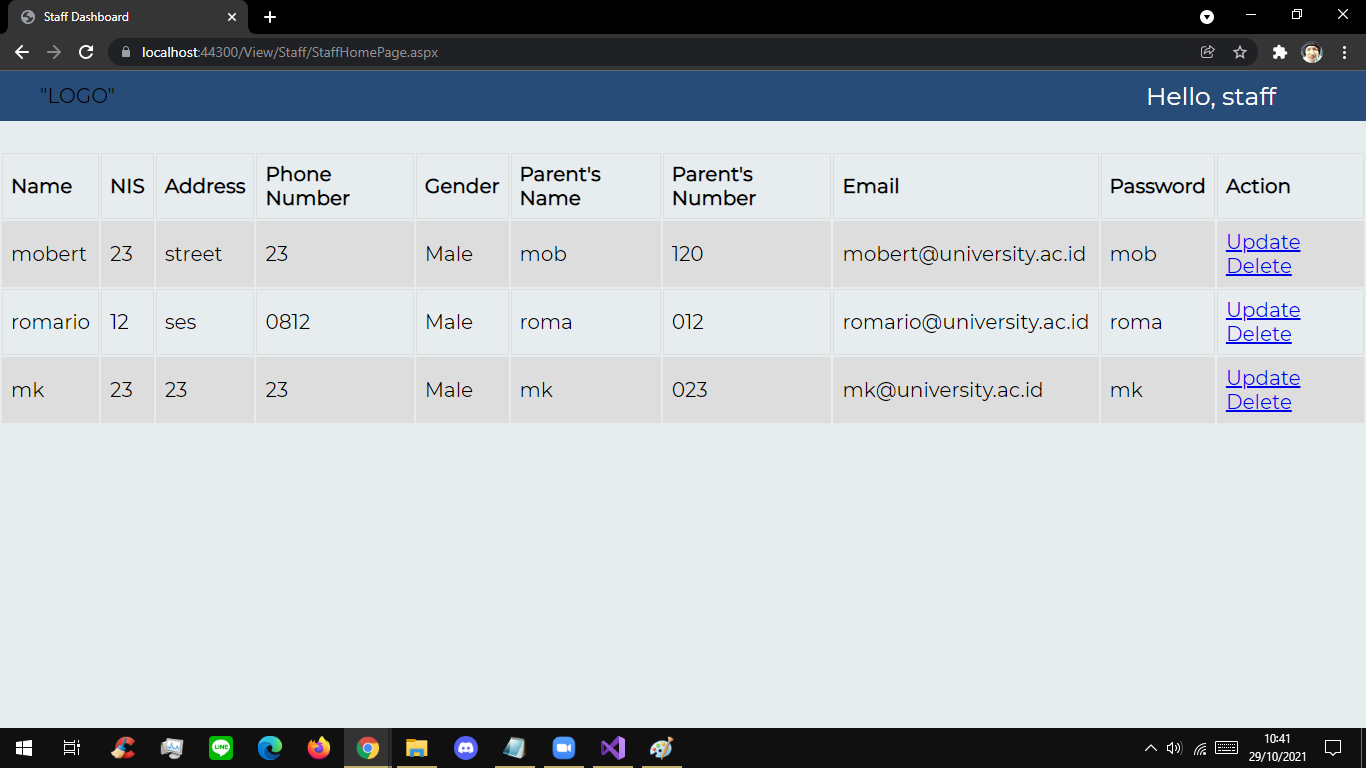 Staff Dashboard
localhost:44300/View/Staff/StaffHomePage.aspx
"LOGO" Hello, staff
Name NIS Address Phone Number Gender Parent's Name Parent's Number Email Password Action
mobert 23 street 23 Male mob 120 mobert@university.ac.id mob Update Delete
romario 12 ses 0812 Male roma 012 romario@university.ac.id roma Update Delete
mk 23 23 23 Male mk 023 mk@university.ac.id mk Update Delete
LINE
10:41
29/10/2021